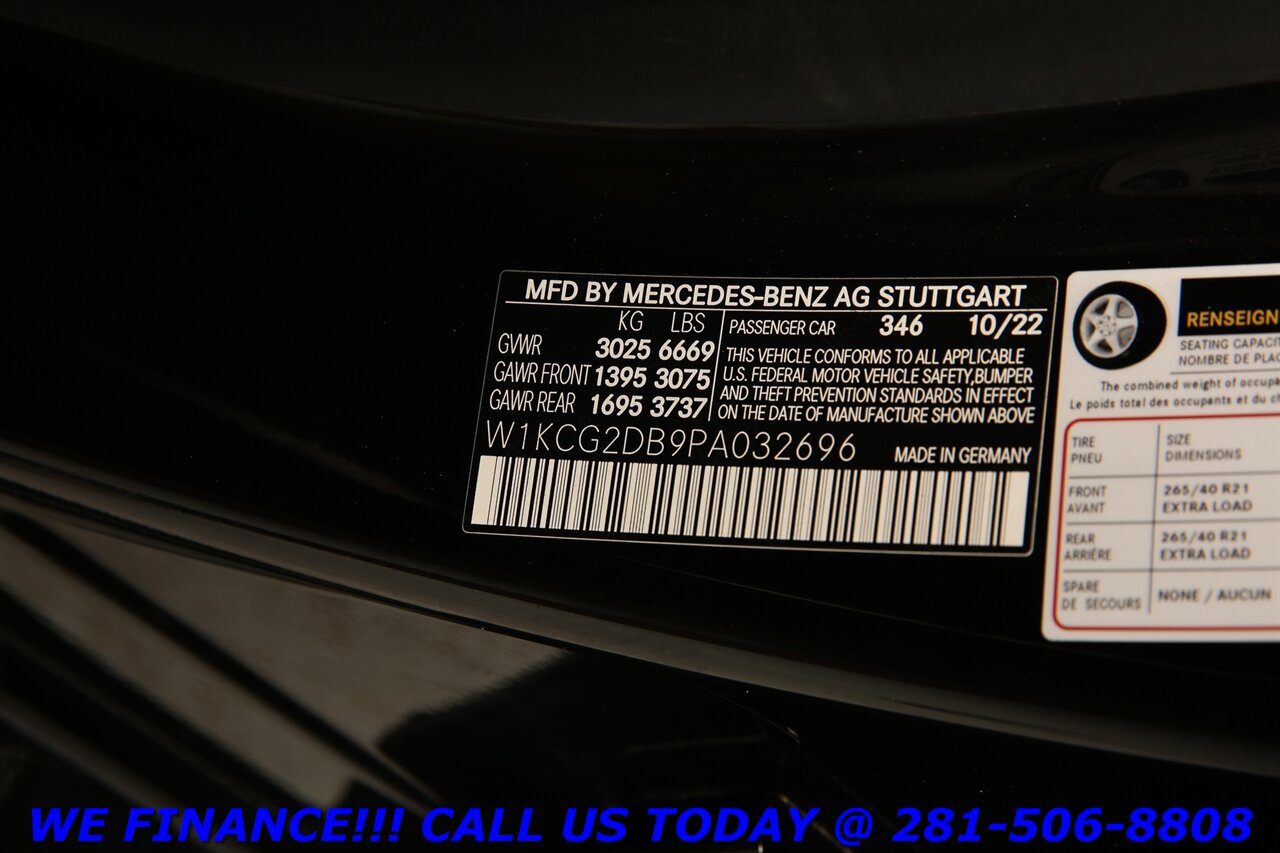 MFD BY MERCEDES-BENZ AG STUTTGART
KG LBS
GVWR 3025 6669
GAWR FRONT 1395 3075
GAWR REAR 1695 3737
PASSENGER CAR 346 10/22
THIS VEHICLE CONFORMS TO ALL APPLICABLE
U.S. FEDERAL MOTOR VEHICLE SAFETY,BUMPER
AND THEFT PREVENTION STANDARDS IN EFFECT
ON THE DATE OF MANUFACTURE SHOWN ABOVE
W1KCG2DB9PA032696
MADE IN GERMANY
RENSEIGN
SEATING CAPACIT
NOMBRE DE PLAC
The combined weight of occupa
Le poids total des occupants et du ch
TIRE SIZE
PNEU DIMENSIONS
FRONT 265/40 R21
AVANT EXTRA LOAD
REAR 265/40 R21
ARRIÈRE EXTRA LOAD
SPARE NONE / AUCUN
DE SECOURS
WE FINANCE!!! CALL US TODAY @ 281-506-8808